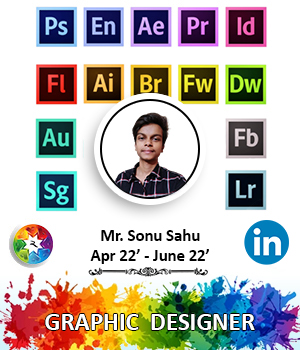 Ps En Ae Pr Id
Fl Ai Br Fw Dw
Au Fb
Sg Lr
Mr. Sonu Sahu
Apr 22’ - June 22’
in
GRAPHIC DESIGNER